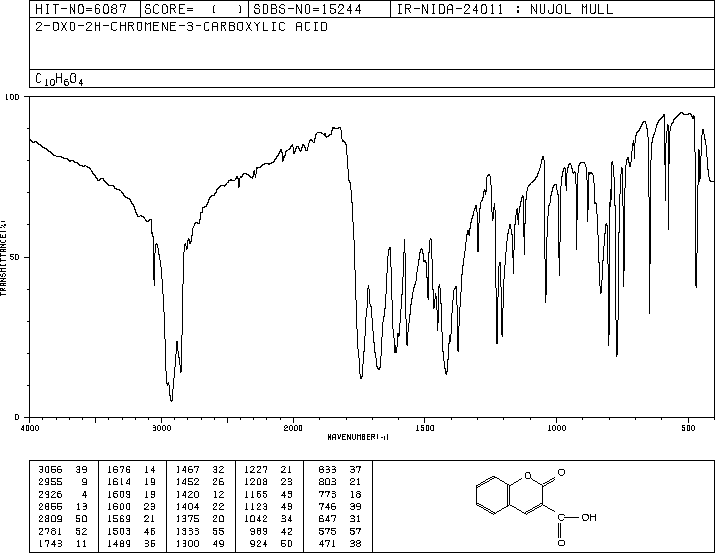 HIT-NO=6087 SCORE= ( ) SDBS-NO=15244 IR-NIDA-24011 : NUJOL MULL
2-OXO-2H-CHROMENE-3-CARBOXYLIC ACID
C10H6O4
100
50
0
TRANSMITTANCE(%)
4000 3000 2000 1500 1000 500
WAVENUMBER(-1)
3066 39 1676 14 1467 32 1227 21 833 37
2955 9 1614 19 1452 26 1208 23 803 21
2926 4 1609 19 1420 12 1165 49 773 18
2855 13 1600 23 1404 22 1123 49 746 39
2809 50 1569 21 1375 20 1042 34 647 31
2781 52 1503 46 1333 55 989 42 575 57
1743 11 1489 36 1300 49 924 50 471 38
O O
C OH
O